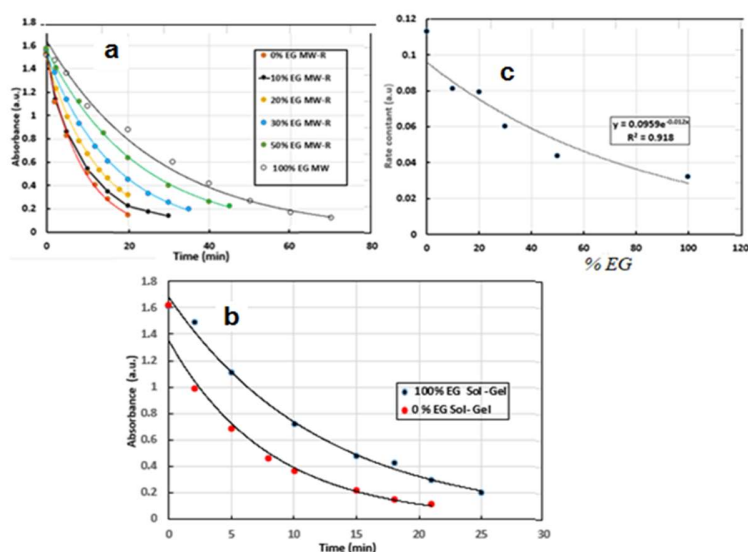 a
1.8
1.6
1.4
1.2
1
0.8
0.6
0.4
0.2
0
0
20
40
60
80
Absorbance (a.u.)
Time (min)
0% EG MW-R
10% EG MW-R
20% EG MW-R
30% EG MW-R
50% EG MW-R
100% EG MW
c
0.12
0.1
0.08
0.06
0.04
0.02
0
0
20
40
60
80
100
120
Rate constant (a.u)
% EG
y = 0.0959e-0.012x
R² = 0.918
b
1.8
1.6
1.4
1.2
1
0.8
0.6
0.4
0.2
0
0
5
10
15
20
25
30
Absorbance (a.u.)
Time (min)
100% EG Sol-Gel
0 % EG Sol-Gel